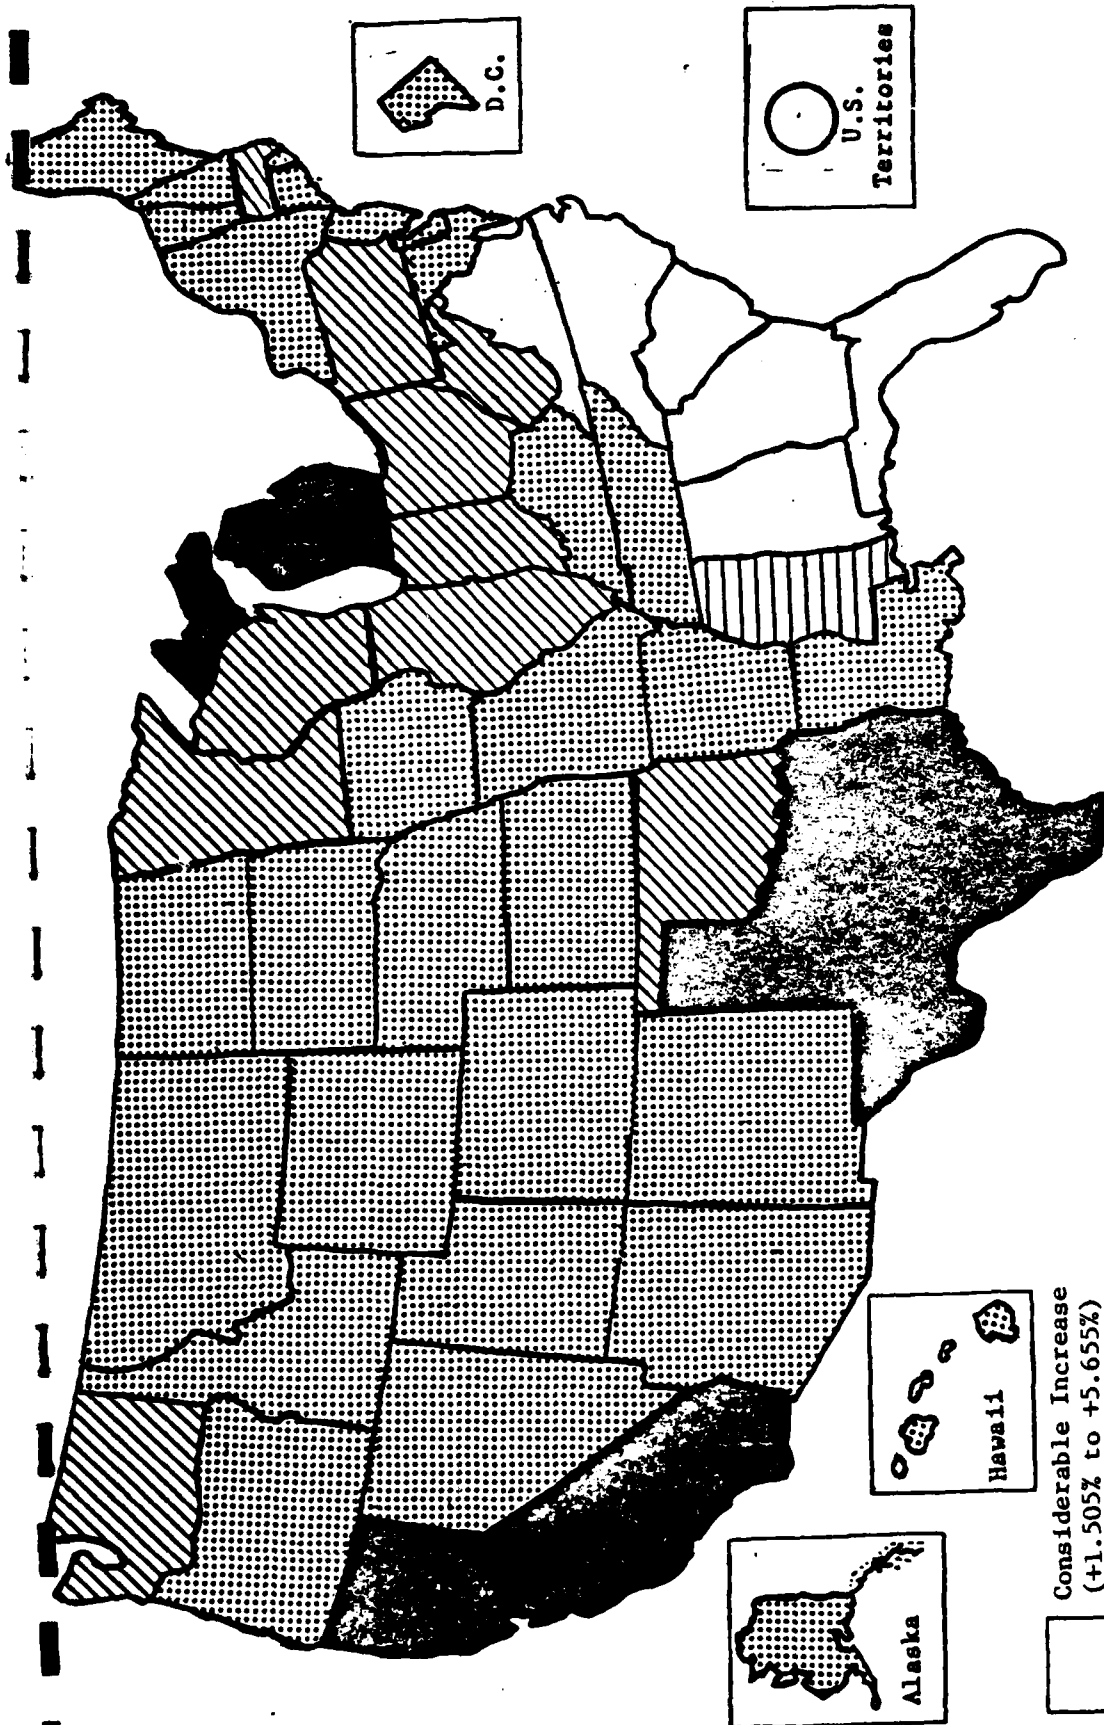 D.C.
U.S.
Territories
Alaska
Hawaii
Considerable Increase
(+1.505% to +5.655%)